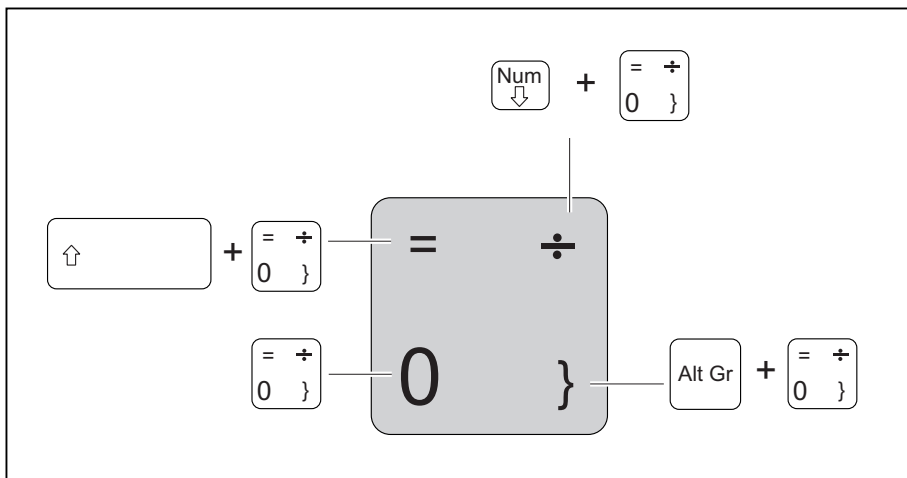 Num + = ÷
0 }
+ = ÷
0 }
= ÷
0 }
= ÷
0 }
Alt Gr + = ÷
0 }